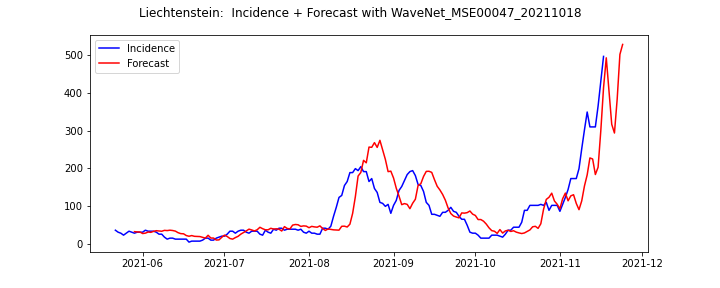 Liechtenstein:  Incidence + Forecast with WaveNet_MSE00047_20211018
Incidence
Forecast
500
400
300
200
100
0
2021-06 2021-07 2021-08 2021-09 2021-10 2021-11 2021-12